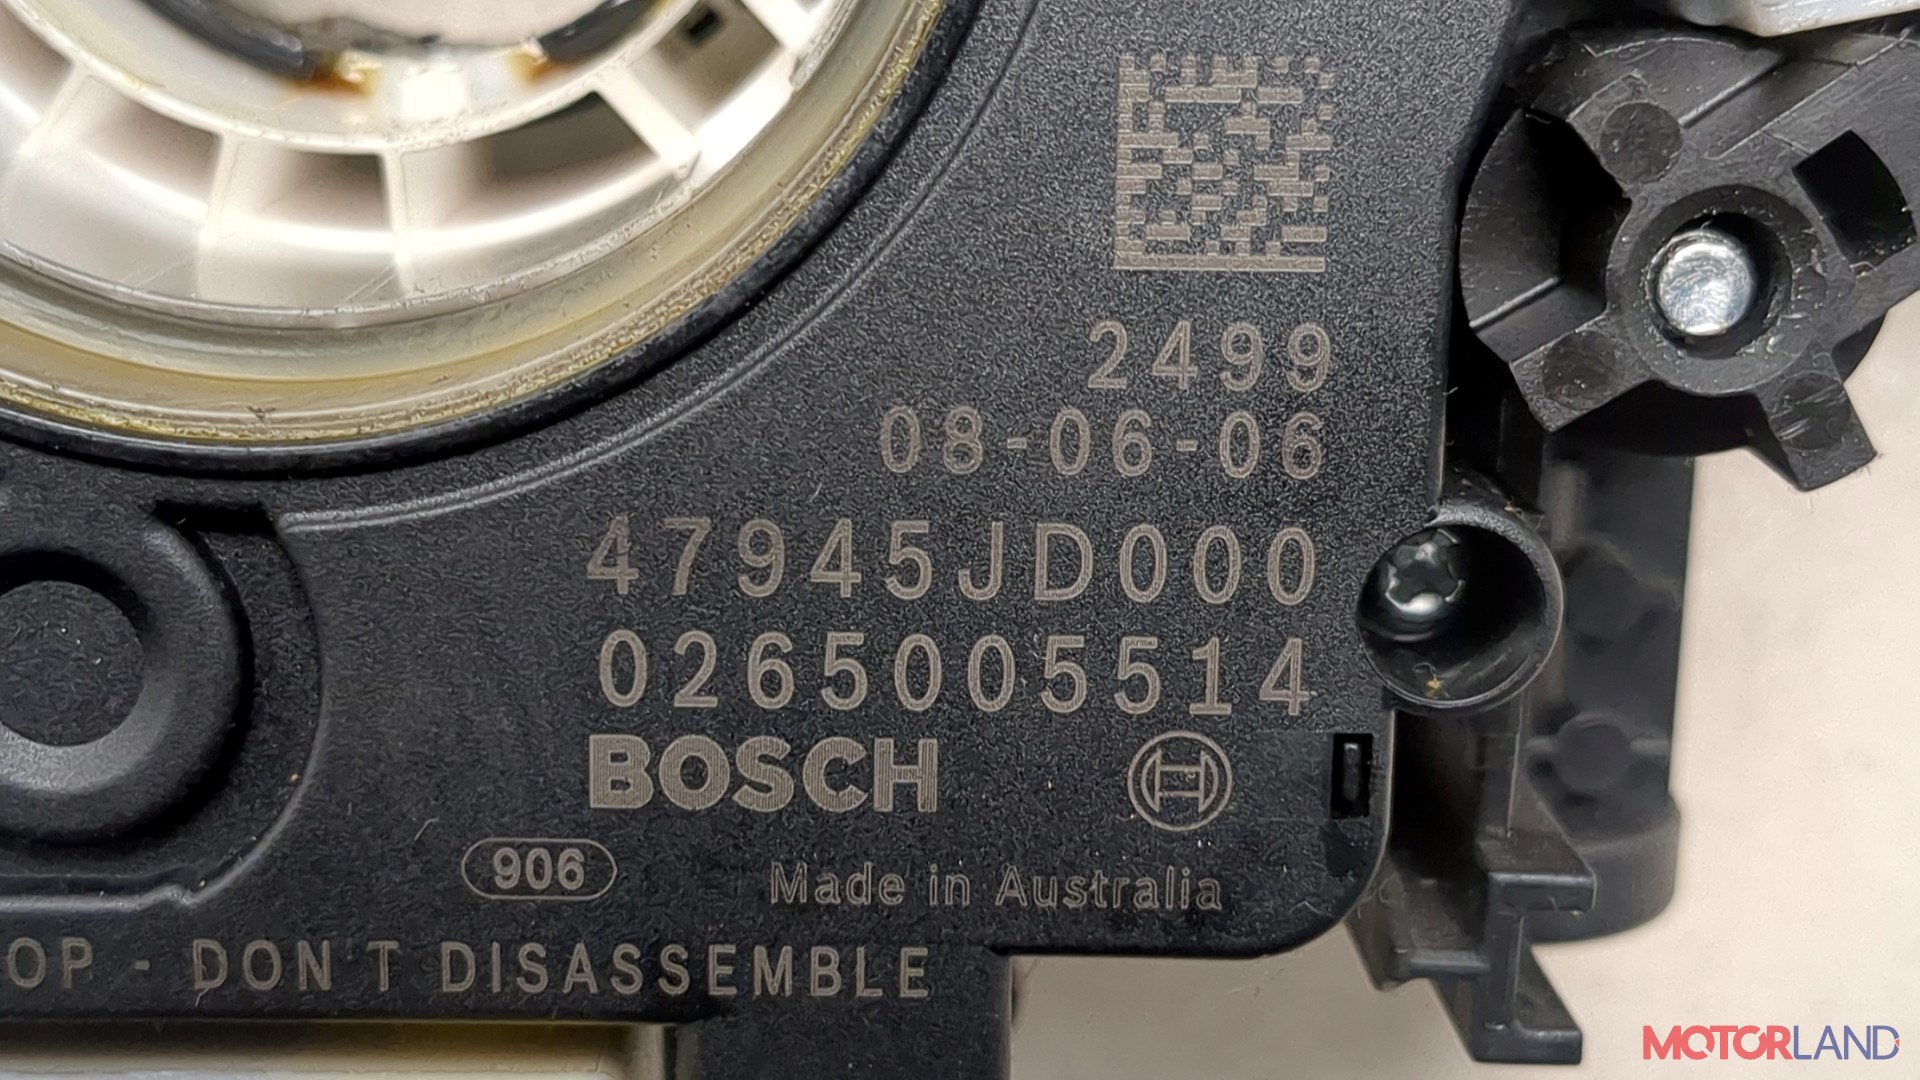 2499
08-06-06
47945JD000
0265005514
BOSCH
906
Made in Australia
OP - DON'T DISASSEMBLE
MOTORLAND